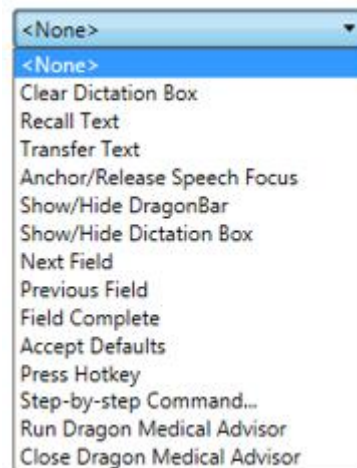 <None>
<None>
Clear Dictation Box
Recall Text
Transfer Text
Anchor/Release Speech Focus
Show/Hide DragonBar
Show/Hide Dictation Box
Next Field
Previous Field
Field Complete
Accept Defaults
Press Hotkey
Step-by-step Command...
Run Dragon Medical Advisor
Close Dragon Medical Advisor